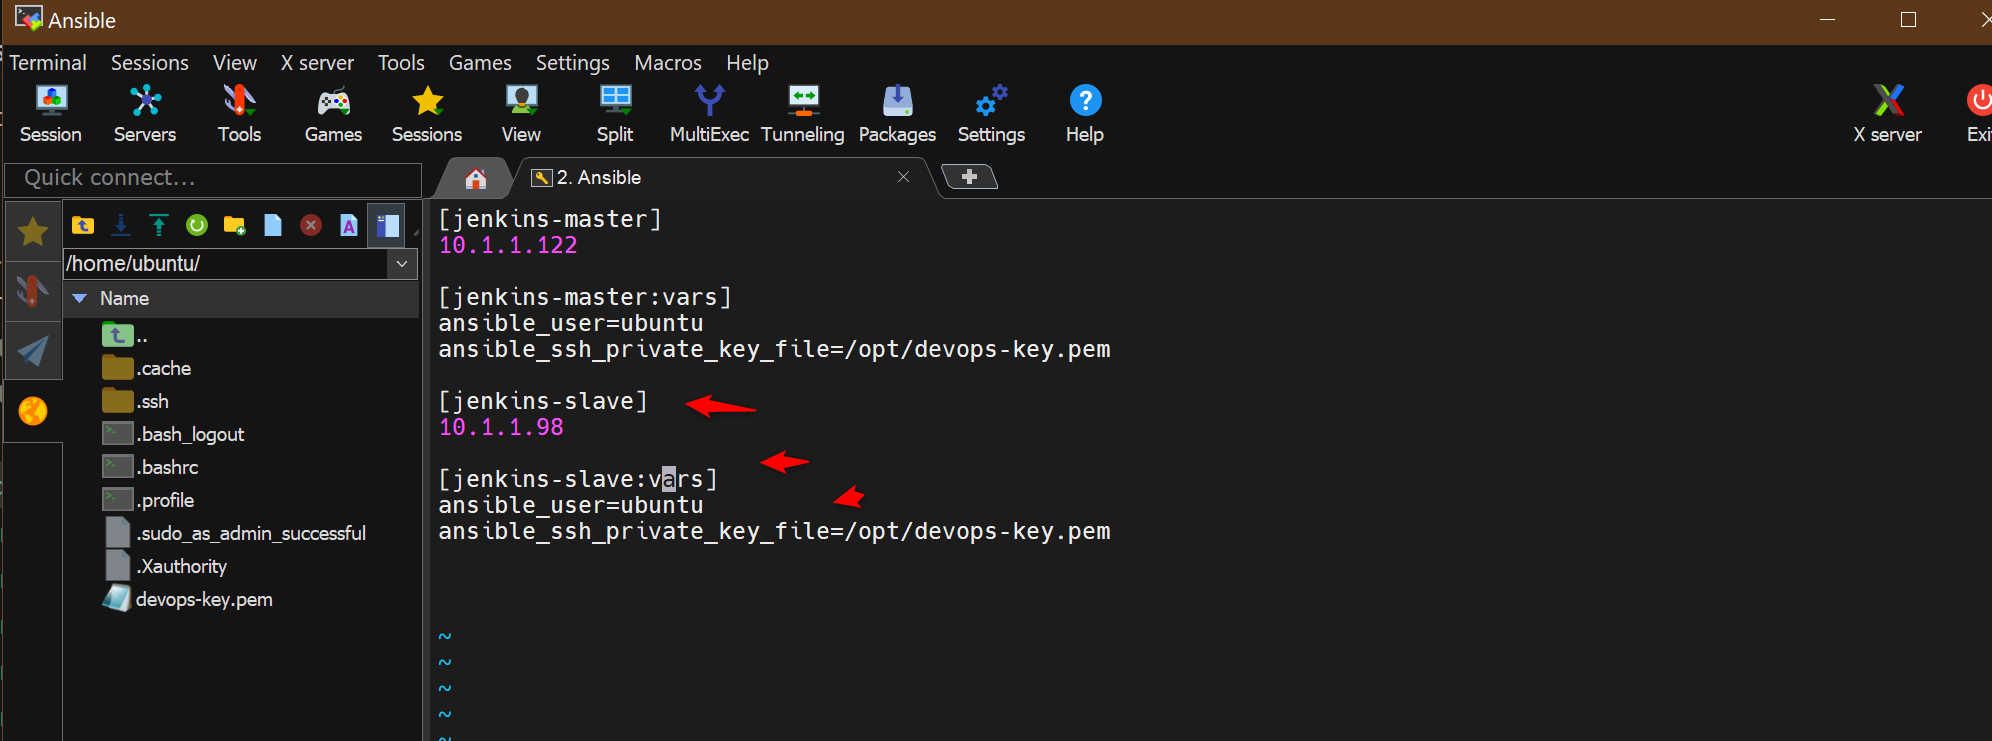 Ansible
Terminal Sessions View X server Tools Games Settings Macros Help
Session Servers Tools Games Sessions View Split MultiExec Tunneling Packages Settings Help X server Exit
Quick connect...
2. Ansible
/home/ubuntu/
Name
..
.cache
.ssh
.bash_logout
.bashrc
.profile
.sudo_as_admin_successful
.Xauthority
devops-key.pem
[jenkins-master]
10.1.1.122
[jenkins-master:vars]
ansible_user=ubuntu
ansible_ssh_private_key_file=/opt/devops-key.pem
[jenkins-slave]
10.1.1.98
[jenkins-slave:vars]
ansible_user=ubuntu
ansible_ssh_private_key_file=/opt/devops-key.pem
~
~
~
~
~